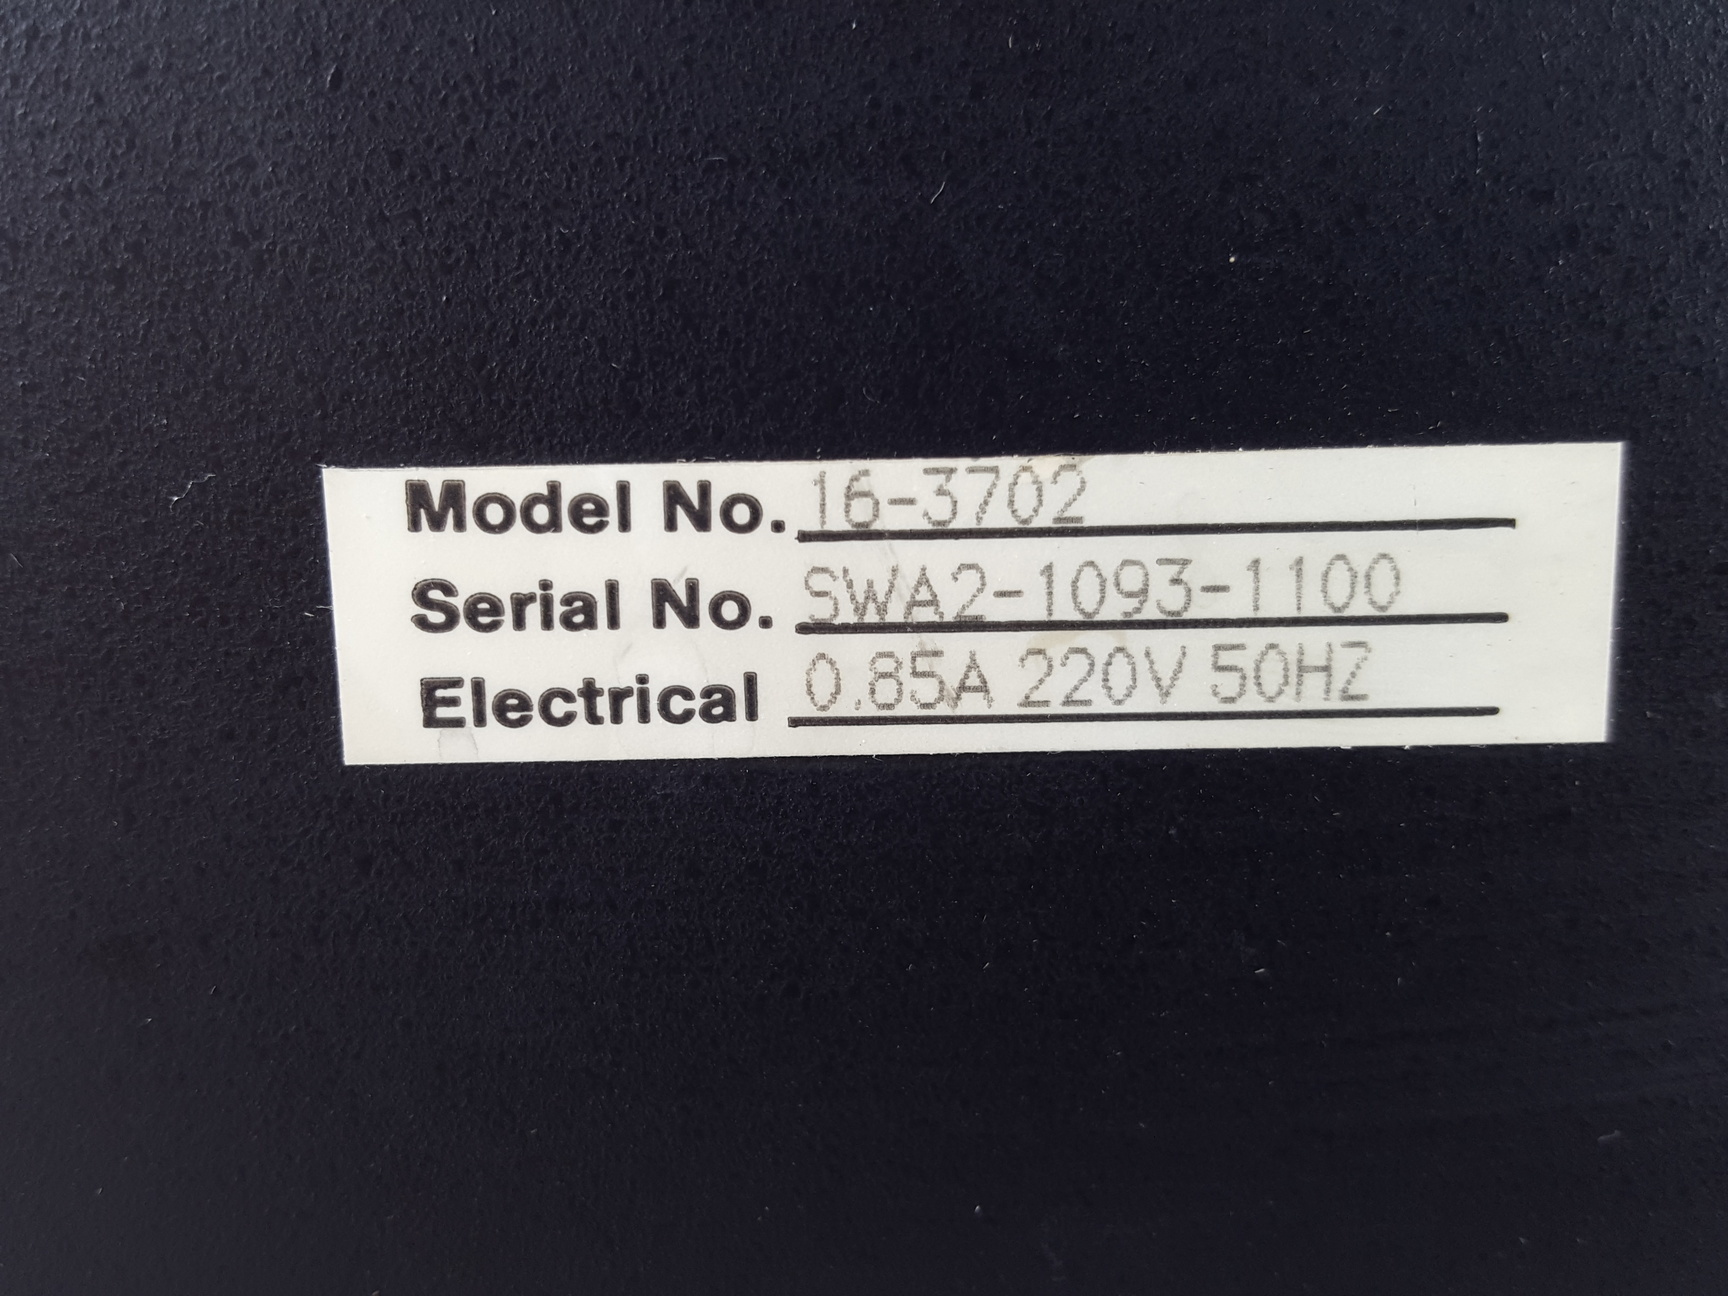 Model No. 16-3702
Serial No. SWA2-1093-1100
Electrical 0.85A 220V 50HZ